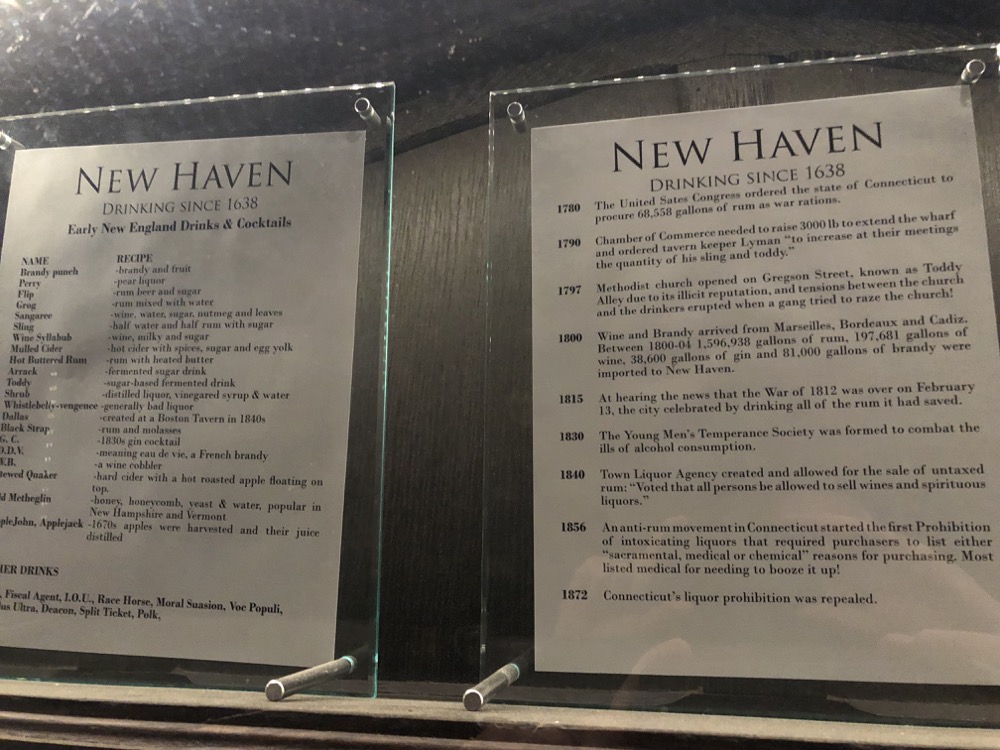 NEW HAVEN
DRINKING SINCE 1638
Early New England Drinks & Cocktails
NAME RECIPE
Brandy punch -brandy and fruit
Perry -pear liquor
Flip -rum beer and sugar
Grog -rum mixed with water
Sangaree -wine, water, sugar, nutmeg and leaves
Sling -half water and half rum with sugar
Wine Syllabub -wine, milky and sugar
Mulled Cider -hot cider with spices, sugar and egg yolk
Hot Buttered Rum -rum with heated butter
Arrack -fermented sugar drink
Toddy -sugar-based fermented drink
Shrub -distilled liquor, vinegared syrup & water
Whistlebelly-vengence -generally bad liquor
Dallas -created at a Boston Tavern in 1840s
Black Strap -rum and molasses
G. C. -1830s gin cocktail
O.D.V. -meaning eau de vie, a French brandy
-a wine cobbler
tewed Quaker -hard cider with a hot roasted apple floating on
top.
d Metheglin -honey, honeycomb, yeast & water, popular in
New Hampshire and Vermont
pleJohn, Applejack -1670s apples were harvested and their juice
distilled
HER DRINKS
, Fiscal Agent, I.O.U., Race Horse, Moral Suasion, Voc Populi,
us Ultra, Deacon, Split Ticket, Polk,
NEW HAVEN
DRINKING SINCE 1638
1780 The United Sates Congress ordered the state of Connecticut to
procure 68,558 gallons of rum as war rations.
1790 Chamber of Commerce needed to raise 3000 lb to extend the wharf
and ordered tavern keeper Lyman "to increase at their meetings
the quantity of his sling and toddy."
1797 Methodist church opened on Gregson Street, known as Toddy
Alley due to its illicit reputation, and tensions between the church
and the drinkers erupted when a gang tried to raze the church!
1800 Wine and Brandy arrived from Marseilles, Bordeaux and Cadiz.
Between 1800-04 1,596,938 gallons of rum, 197,681 gallons of
wine, 38,600 gallons of gin and 81,000 gallons of brandy were
imported to New Haven.
1815 At hearing the news that the War of 1812 was over on February
13, the city celebrated by drinking all of the rum it had saved.
1830 The Young Men's Temperance Society was formed to combat the
ills of alcohol consumption.
1840 Town Liquor Agency created and allowed for the sale of untaxed
rum: "Voted that all persons be allowed to sell wines and spirituous
liquors."
1856 An anti-rum movement in Connecticut started the first Prohibition
of intoxicating liquors that required purchasers to list either
"sacramental, medical or chemical" reasons for purchasing. Most
listed medical for needing to booze it up!
1872 Connecticut's liquor prohibition was repealed.